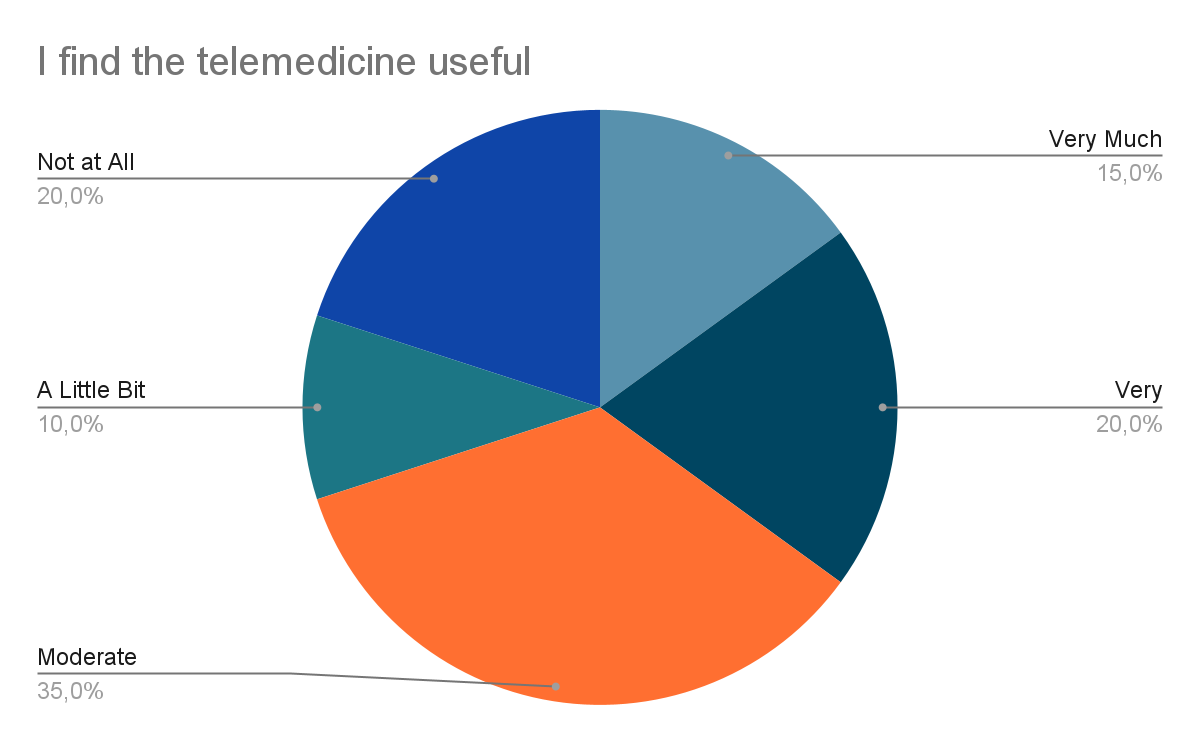 I find the telemedicine useful
Very Much
15,0%
Not at All
20,0%
A Little Bit
10,0%
Very
20,0%
Moderate
35,0%